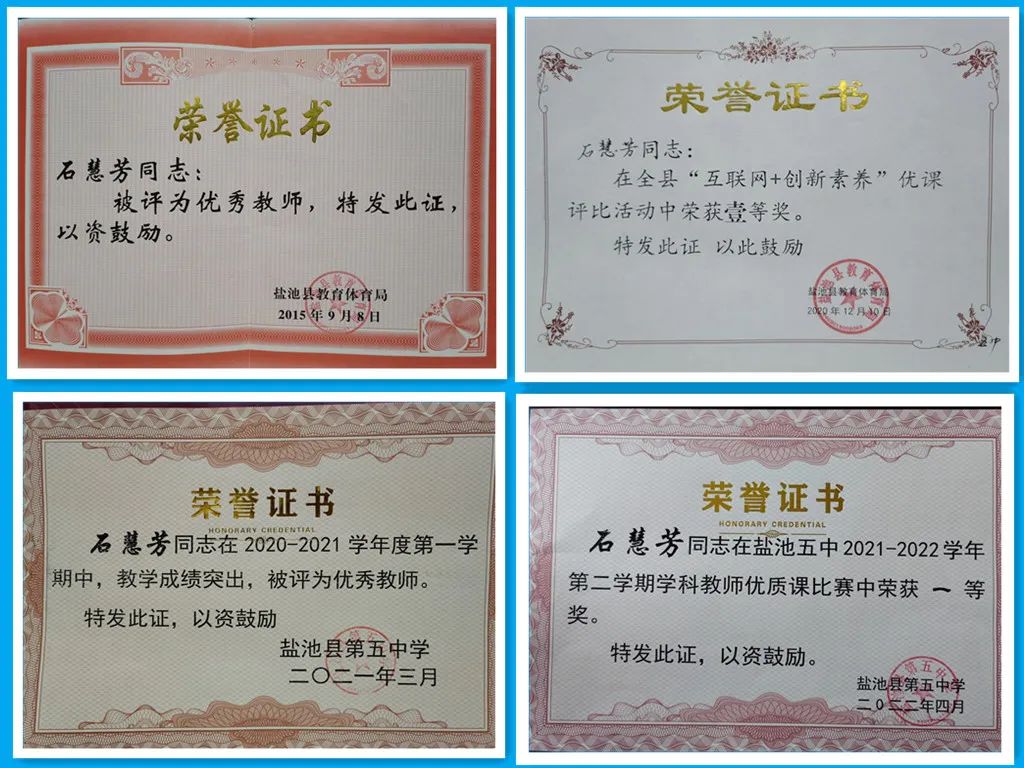 荣誉证书
石慧芳同志：
被评为优秀教师，特发此证，
以资鼓励。
盐池县教育体育局
2015年9月8日
荣誉证书
石慧芳同志：
在全县“互联网+创新素养”优课
评比活动中荣获壹等奖。
特发此证 以此鼓励
盐池县教育体育局
2020年12月10日
荣誉证书
HONORARY CREDENTIAL
石慧芳同志在2020-2021学年度第一学
期中，教学成绩突出，被评为优秀教师。
特发此证，以资鼓励
盐池县第五中学
二〇二一年三月
荣誉证书
HONORARY CREDENTIAL
石慧芳同志在盐池五中2021-2022学年
第二学期学科教师优质课比赛中荣获 一 等
奖。
特发此证，以资鼓励。
盐池县第五中学
二〇二二年四月